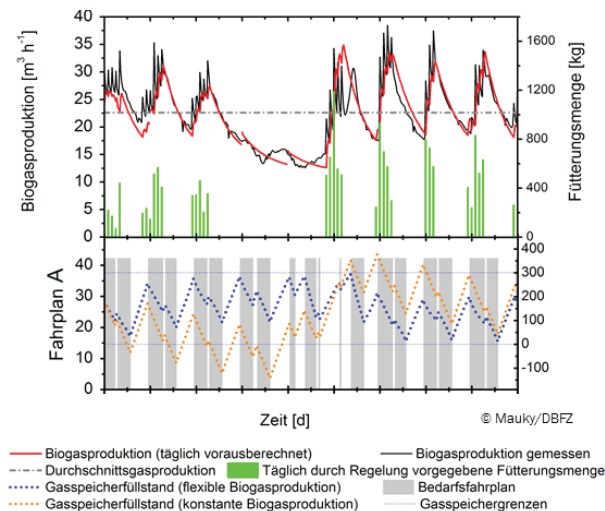 Biogasproduktion [m³ h⁻¹]
40
35
30
25
20
15
10
5
0
1600
1200
800
400
0
Fütterungsmenge [kg]
Fahrplan A
40
30
20
10
0
400
300
200
100
0
-100
Zeit [d]
© Mauky/DBFZ
Biogasproduktion (täglich vorausberechnet) Biogasproduktion gemessen
Durchschnittsgasproduktion Täglich durch Regelung vorgegebene Fütterungsmenge
Gasspeicherfüllstand (flexible Biogasproduktion) Bedarfsfahrplan
Gasspeicherfüllstand (konstante Biogasproduktion) Gasspeichergrenzen